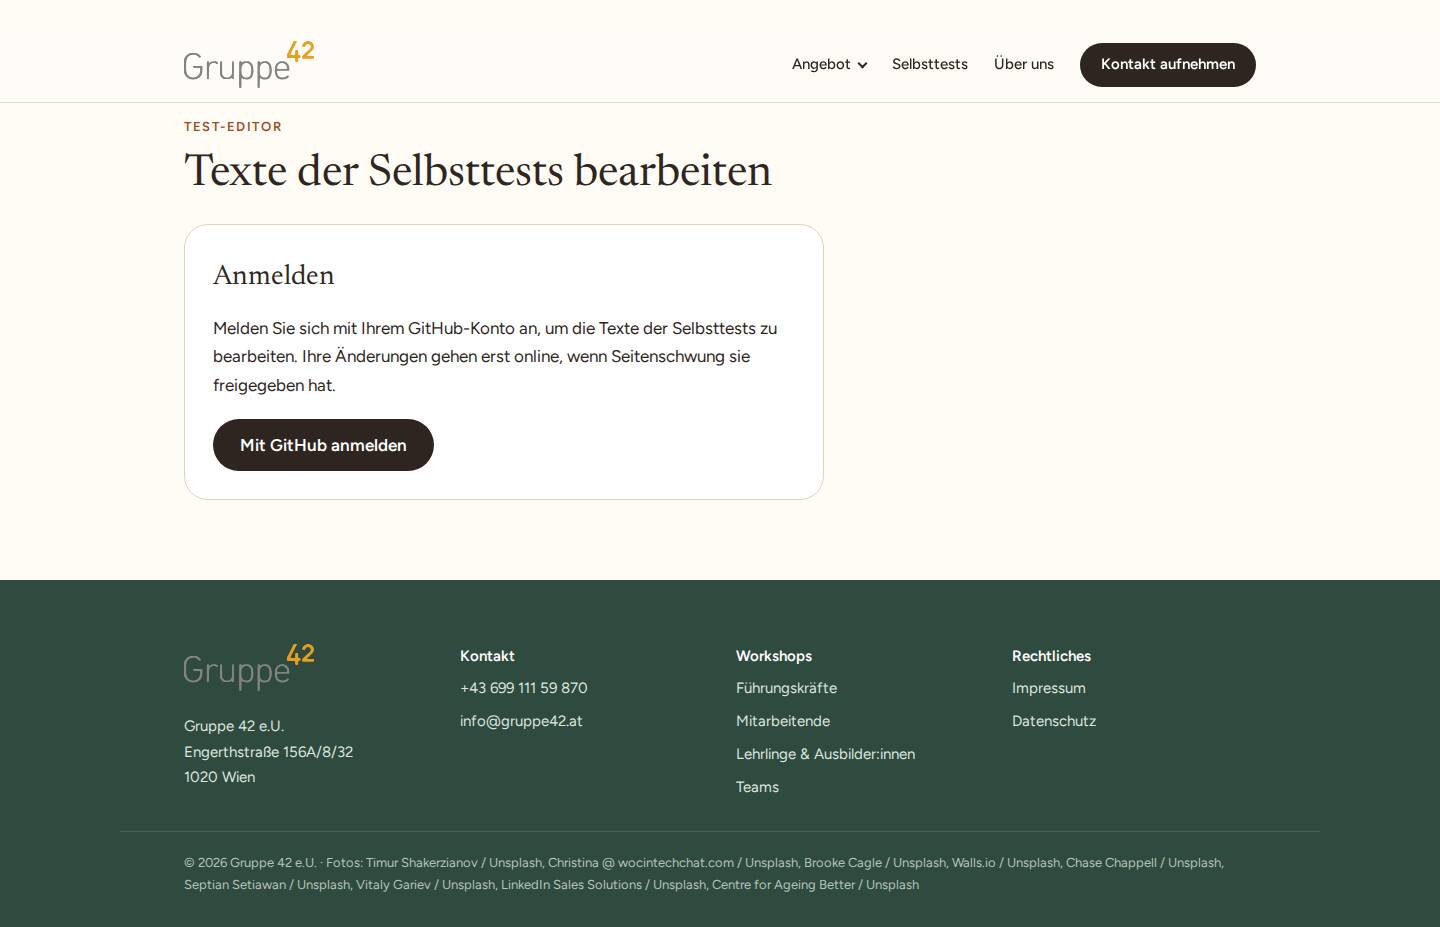 Gruppe42
Angebot
Selbsttests
Über uns
Kontakt aufnehmen
TEST-EDITOR
Texte der Selbsttests bearbeiten
Anmelden
Melden Sie sich mit Ihrem GitHub-Konto an, um die Texte der Selbsttests zu
bearbeiten. Ihre Änderungen gehen erst online, wenn Seitenschwung sie
freigegeben hat.
Mit GitHub anmelden
Gruppe42
Gruppe 42 e.U.
Engerthstraße 156A/8/32
1020 Wien
Kontakt
+43 699 111 59 870
info@gruppe42.at
Workshops
Führungskräfte
Mitarbeitende
Lehrlinge & Ausbilder:innen
Teams
Rechtliches
Impressum
Datenschutz
© 2026 Gruppe 42 e.U. · Fotos: Timur Shakerzianov / Unsplash, Christina @ wocintechchat.com / Unsplash, Brooke Cagle / Unsplash, Walls.io / Unsplash, Chase Chappell / Unsplash,
Septian Setiawan / Unsplash, Vitaly Gariev / Unsplash, LinkedIn Sales Solutions / Unsplash, Centre for Ageing Better / Unsplash